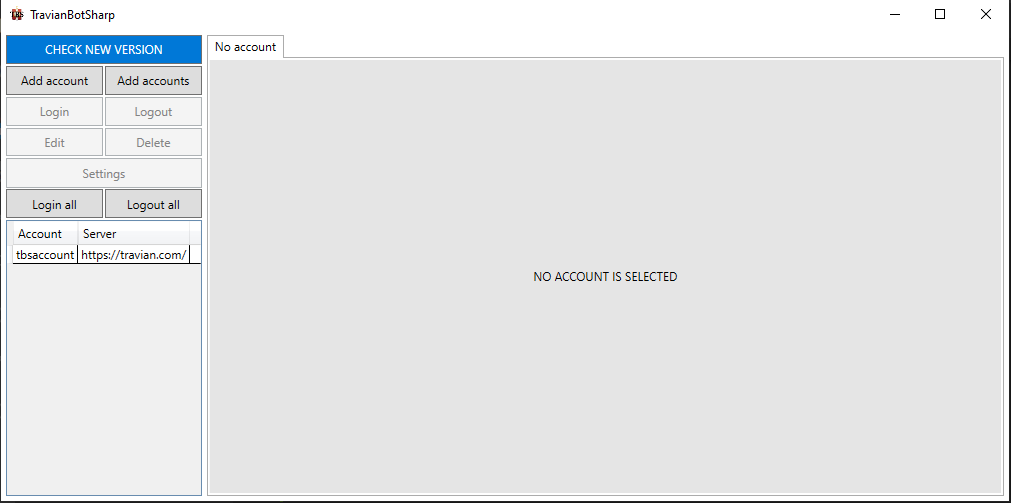 TravianBotSharp
CHECK NEW VERSION
No account
Add account Add accounts
Login Logout
Edit Delete
Settings
Login all Logout all
Account Server
tbsaccount https://travian.com/
NO ACCOUNT IS SELECTED